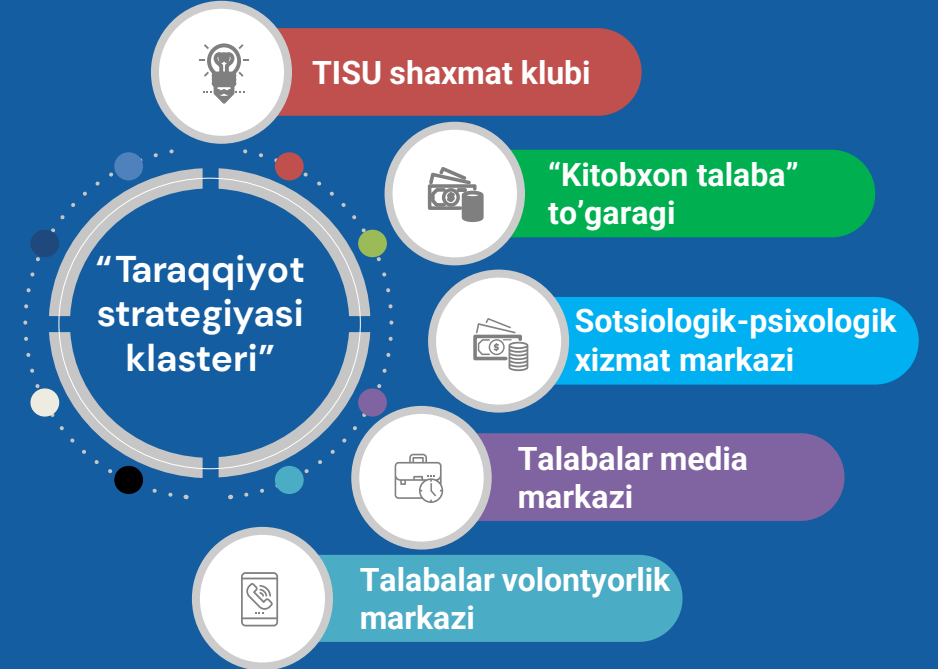 TISU shaxmat klubi
“Kitobxon talaba”
to’garagi
“Taraqqiyot
strategiyasi
klasteri”
Sotsiologik-psixologik
xizmat markazi
Talabalar media
markazi
Talabalar volontyorlik
markazi